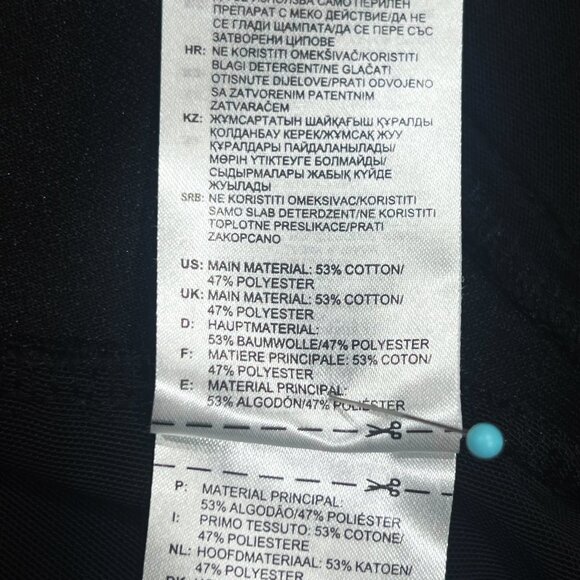 ПРЕПАРАТ С МЕКО ДЕЙСТВИЕ/ДА НЕ
СЕ ГЛАДИ ЩАМПАТА/ДА СЕ ПЕРЕ СЪС
ЗАТВОРЕНИ ЦИПОВЕ
HR: NE KORISTITI OMEKŠIVAČ/KORISTITI
BLAGI DETERGENT/NE GLAČATI
OTISNUTE DIJELOVE/PRATI ODVOJENO
SA ZATVORENIM PATENTNIM
ZATVARAČEM
KZ: ЖҰМСАРТАТЫН ШАЙҚАҒЫШ ҚҰРАЛДЫ
ҚОЛДАНБАУ КЕРЕК/ЖҰМСАҚ ЖУУ
ҚҰРАЛДАРЫ ПАЙДАЛАНЫЛАДЫ/
МӨРІН ҮТІКТЕУГЕ БОЛМАЙДЫ/
СЫДЫРМАЛАРЫ ЖАБЫҚ КҮЙДЕ
ЖУЫЛАДЫ
SRB: NE KORISTITI OMEKSIVAC/KORISTITI
SAMO SLAB DETERDZENT/NE KORISTITI
TOPLOTNE PRESLIKACE/PRATI
ZAKOPCANO
US: MAIN MATERIAL: 53% COTTON/
47% POLYESTER
UK: MAIN MATERIAL: 53% COTTON/
47% POLYESTER
D: HAUPTMATERIAL:
53% BAUMWOLLE/47% POLYESTER
F: MATIERE PRINCIPALE: 53% COTON/
47% POLYESTER
E: MATERIAL PRINCIPAL:
53% ALGODÓN/47% POLIÉSTER
P: MATERIAL PRINCIPAL:
53% ALGODÃO/47% POLIÉSTER
I: PRIMO TESSUTO: 53% COTONE/
47% POLIESTERE
NL: HOOFDMATERIAAL: 53% KATOEN/
47% POLYESTER